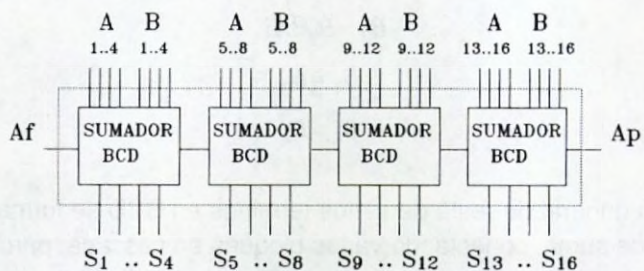 A B A B A B A B
1..4 1..4 5..8 5..8 9..12 9..12 13..16 13..16
Af SUMADOR BCD SUMADOR BCD SUMADOR BCD SUMADOR BCD Ap
S1 .. S4 S5 .. S8 S9 .. S12 S13 .. S16